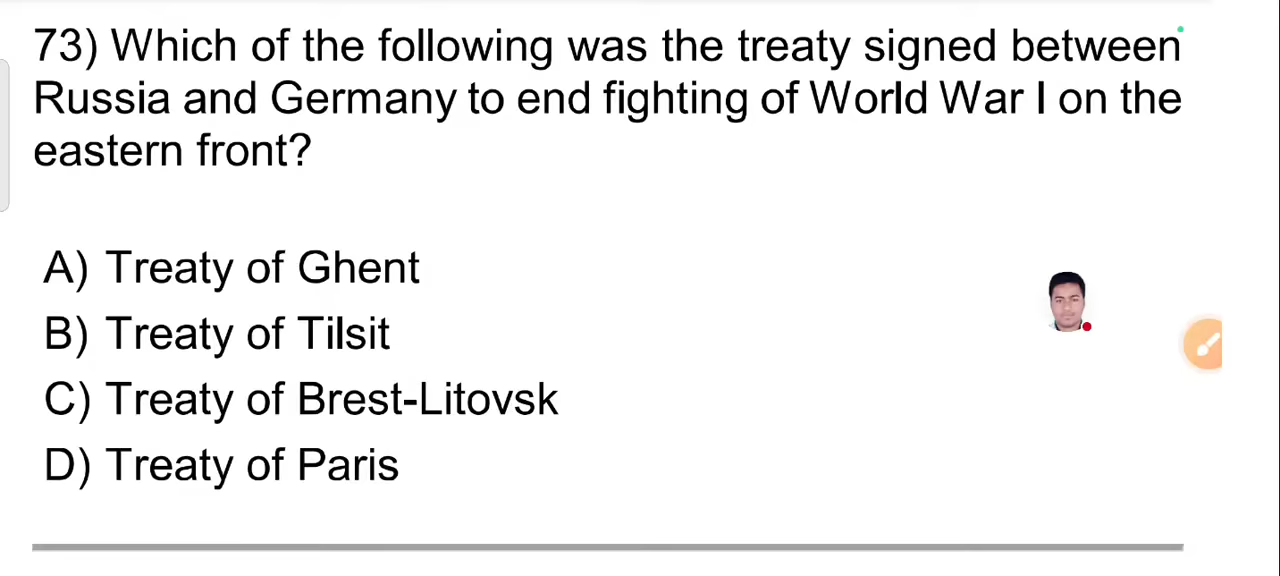 73) Which of the following was the treaty signed between
Russia and Germany to end fighting of World War I on the
eastern front?
A) Treaty of Ghent
B) Treaty of Tilsit
C) Treaty of Brest-Litovsk
D) Treaty of Paris